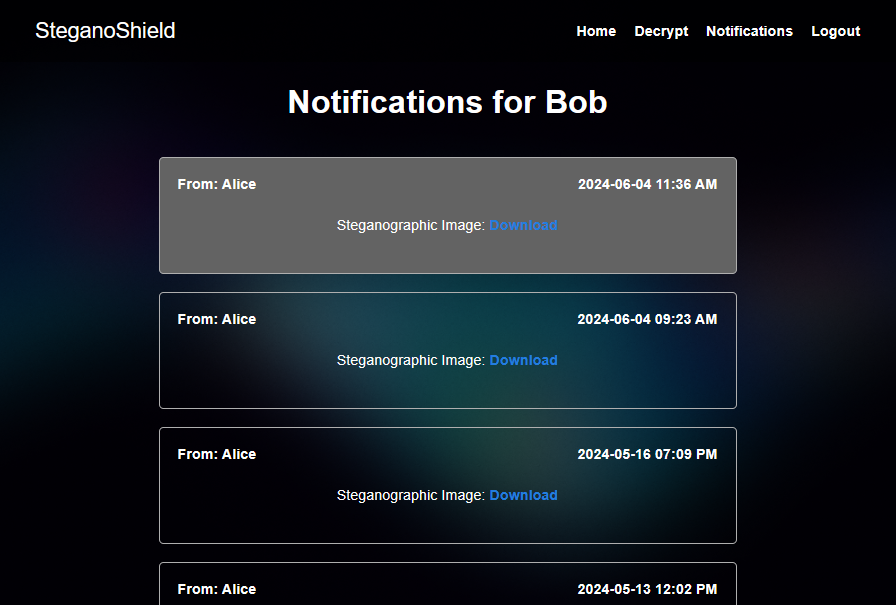 SteganoShield
Home Decrypt Notifications Logout
Notifications for Bob
From: Alice 2024-06-04 11:36 AM
Steganographic Image: Download
From: Alice 2024-06-04 09:23 AM
Steganographic Image: Download
From: Alice 2024-05-16 07:09 PM
Steganographic Image: Download
From: Alice 2024-05-13 12:02 PM